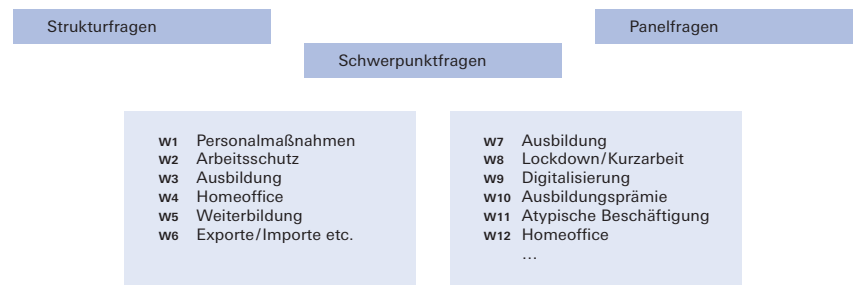 Strukturfragen
Panelfragen
Schwerpunktfragen
W1 Personalmaßnahmen
W2 Arbeitsschutz
W3 Ausbildung
W4 Homeoffice
W5 Weiterbildung
W6 Exporte/Importe etc.
W7 Ausbildung
W8 Lockdown/Kurzarbeit
W9 Digitalisierung
W10 Ausbildungsprämie
W11 Atypische Beschäftigung
W12 Homeoffice
…